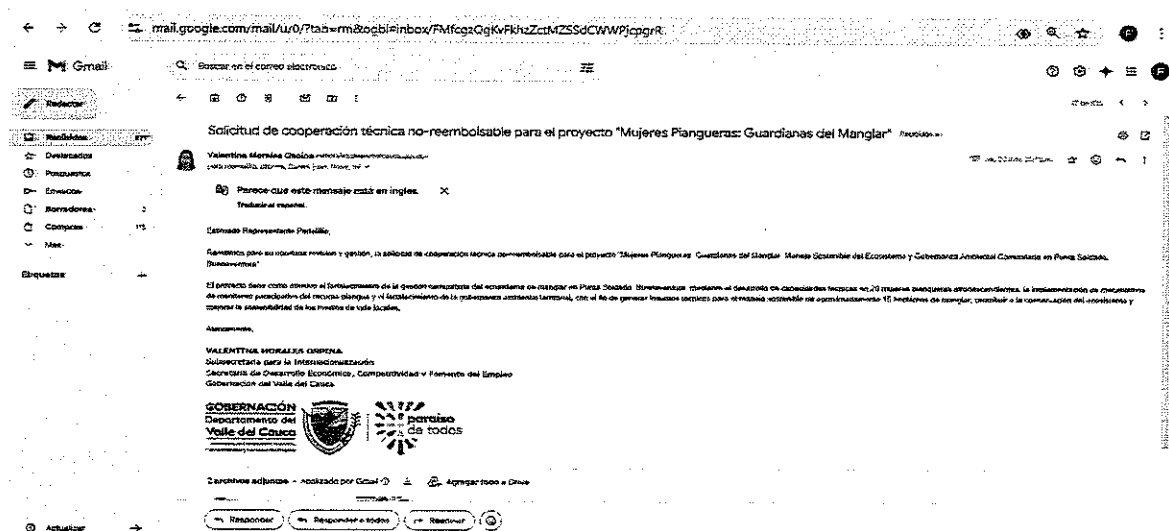 mail.google.com/mail/u/0/?tab=rm&ogbl#inbox/FMfcgzQgKvFkhzZctMZSSdCWWPjcpgrR
Gmail
Buscar en el correo electrónico
Redactar
Solicitud de cooperación técnica no-reembolsable para el proyecto "Mujeres Piangueras: Guardianas del Manglar"
Recibidos
Destacados
Valentina Morales Ospina
Pospuestos
Enviados
Parece que este mensaje está en inglés.
Traducir al español
Borradores
Compras
Más
Estimado Representante
Etiquetas
Remitimos para su oportuna revisión y gestión, la solicitud de cooperación técnica no-reembolsable para el proyecto "Mujeres Piangueras: Guardianas del Manglar. Manejo Sostenible del Ecosistema y Gobernanza Ambiental Comunitaria en Punta Soldado,
Buenaventura"
El proyecto tiene como objetivo el fortalecimiento de la gestión comunitaria del ecosistema de manglar en Punta Soldado, Buenaventura, mediante el desarrollo de capacidades técnicas en 20 mujeres piangueras afrodescendientes, la implementación de
de monitoreo participativo del recurso piangua y el fortalecimiento de la gobernanza ambiental territorial, con el fin de generar insumos técnicos para el manejo sostenible de aproximadamente 15 hectáreas de manglar, contribuir a la conservación del ecosistema y
mejorar la sostenibilidad de los medios de vida locales.
Atentamente,
VALENTINA MORALES OSPINA
Subsecretaria para la Internacionalización
Secretaría de Desarrollo Económico, Competitividad y Fomento del Empleo
Gobernación del Valle del Cauca
GOBERNACIÓN
Departamento del
Valle del Cauca
paraíso
de todos
2 archivos adjuntos • Analizado por Gmail
Agregar todo a Drive
Responder
Responder a todos
Reenviar
Actualizar